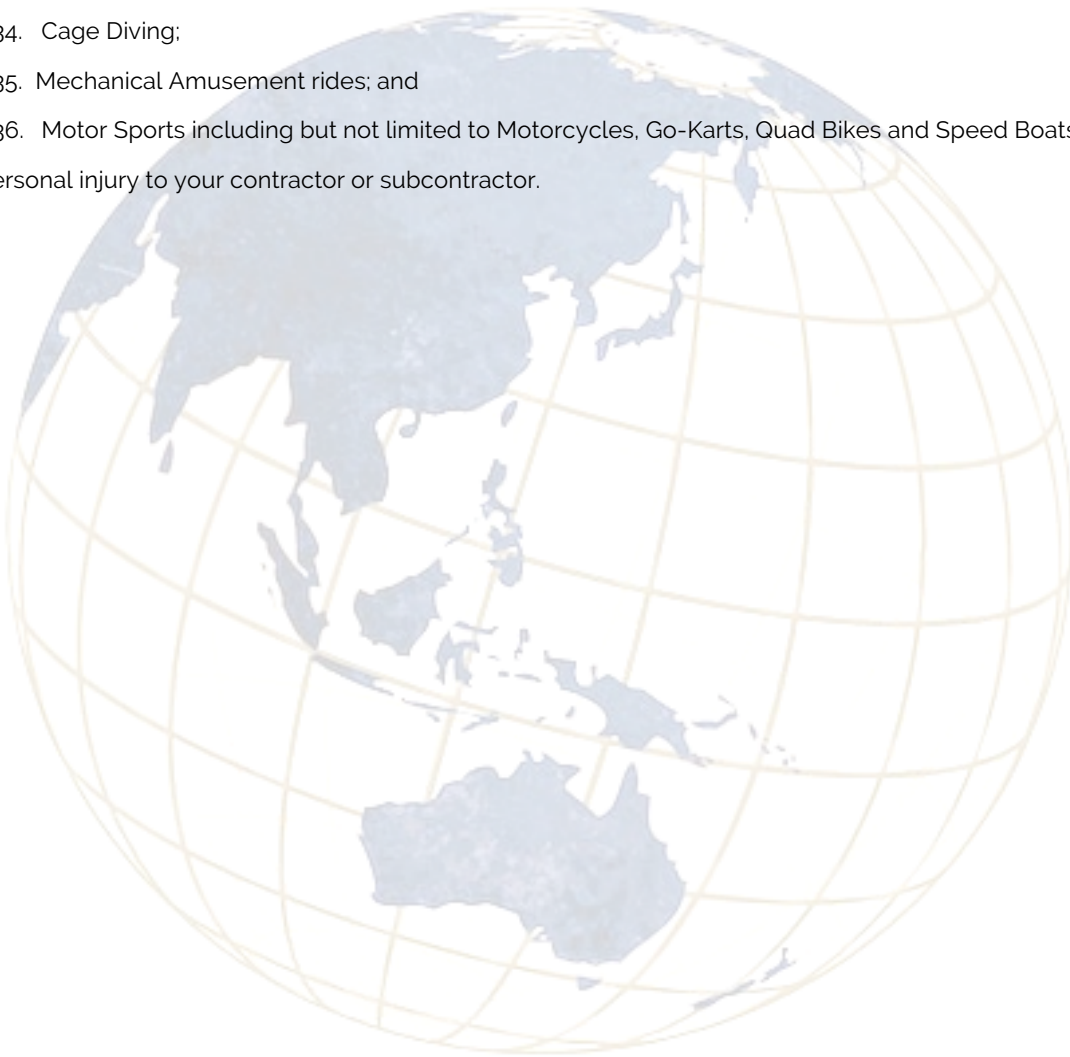 34. Cage Diving;
35. Mechanical Amusement rides; and
36. Motor Sports including but not limited to Motorcycles, Go-Karts, Quad Bikes and Speed Boats
ersonal injury to your contractor or subcontractor.